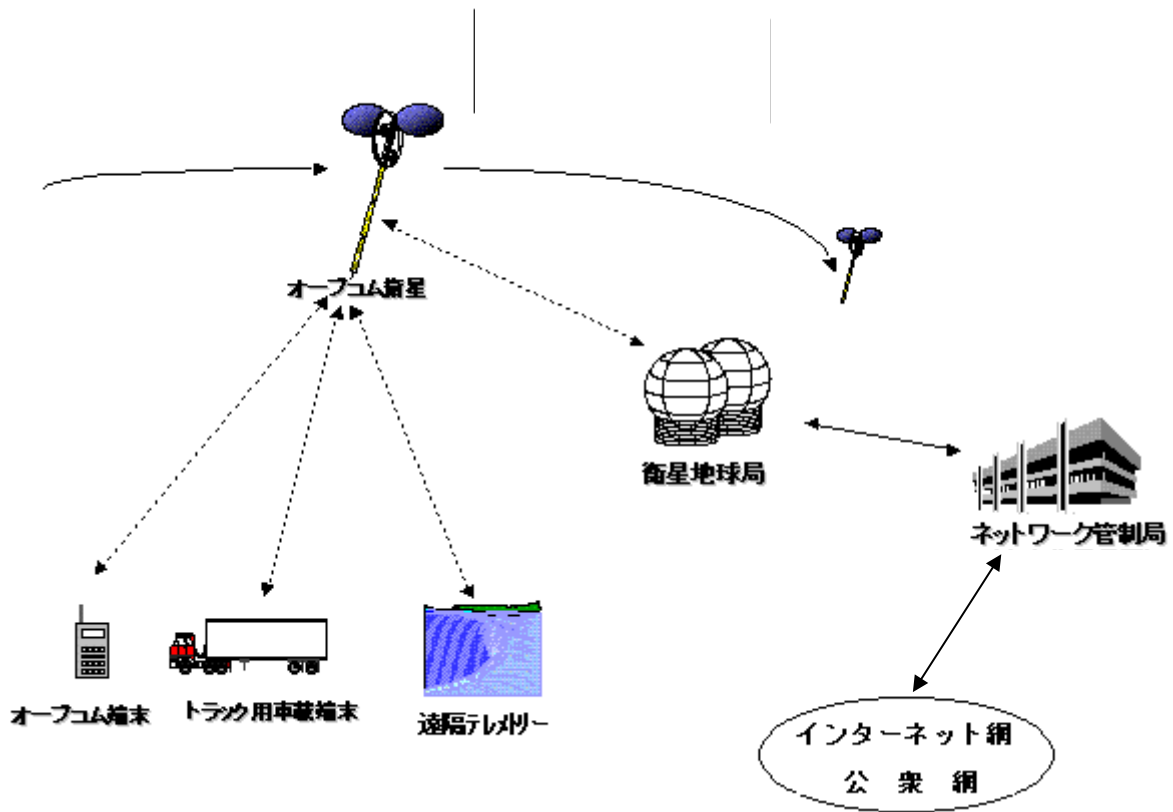 オーブコム衛星
衛星地球局
ネットワーク管制局
オーブコム端末
トラック用車載端末
遠隔テレメトリー
インターネット網
公衆網